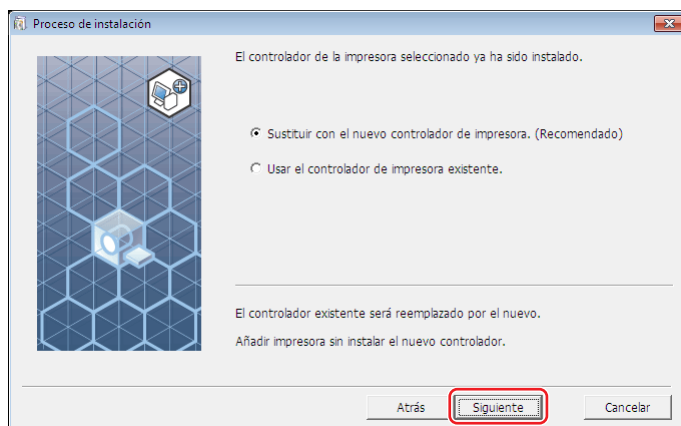 Proceso de instalación
El controlador de la impresora seleccionado ya ha sido instalado.
Sustituir con el nuevo controlador de impresora. (Recomendado)
Usar el controlador de impresora existente.
El controlador existente será reemplazado por el nuevo.
Añadir impresora sin instalar el nuevo controlador.
Atrás
Siguiente
Cancelar